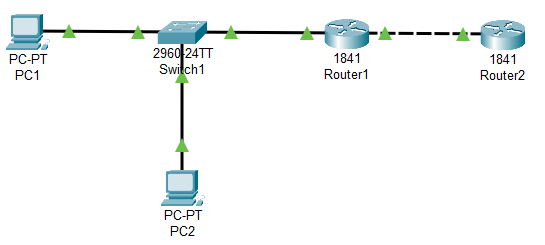 PC-PT
PC1
2960-24TT
Switch1
1841
Router1
1841
Router2
PC-PT
PC2